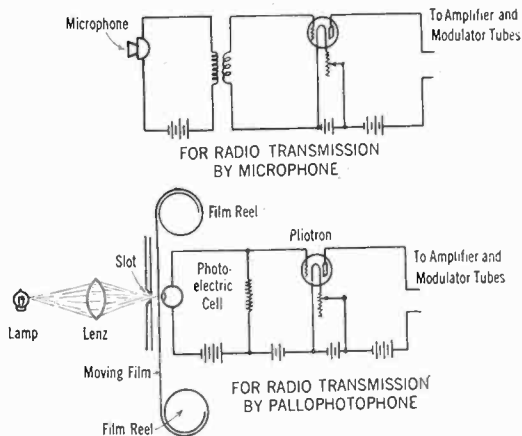 Microphone
To Amplifier and
Modulator Tubes
FOR RADIO TRANSMISSION
BY MICROPHONE
Film Reel
Slot
Pliotron
Photo-
electric
Cell
To Amplifier and
Modulator Tubes
Lamp
Lenz
Moving Film
FOR RADIO TRANSMISSION
BY PALLOPHOTOPHONE
Film Reel